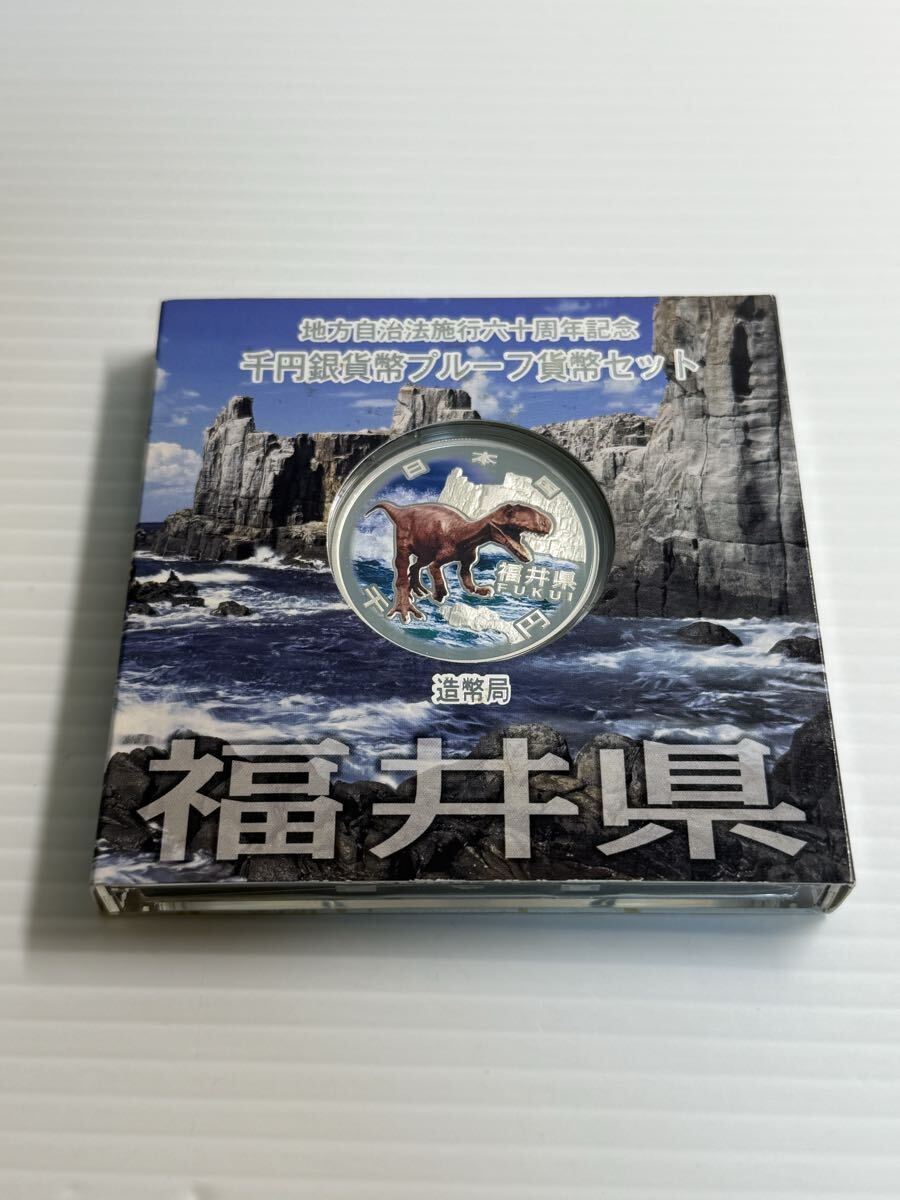 地方自治法施行六十周年記念
千円銀貨幣プルーフ貨幣セット
日本国
福井県
FUKUI
千円
造幣局
福井県